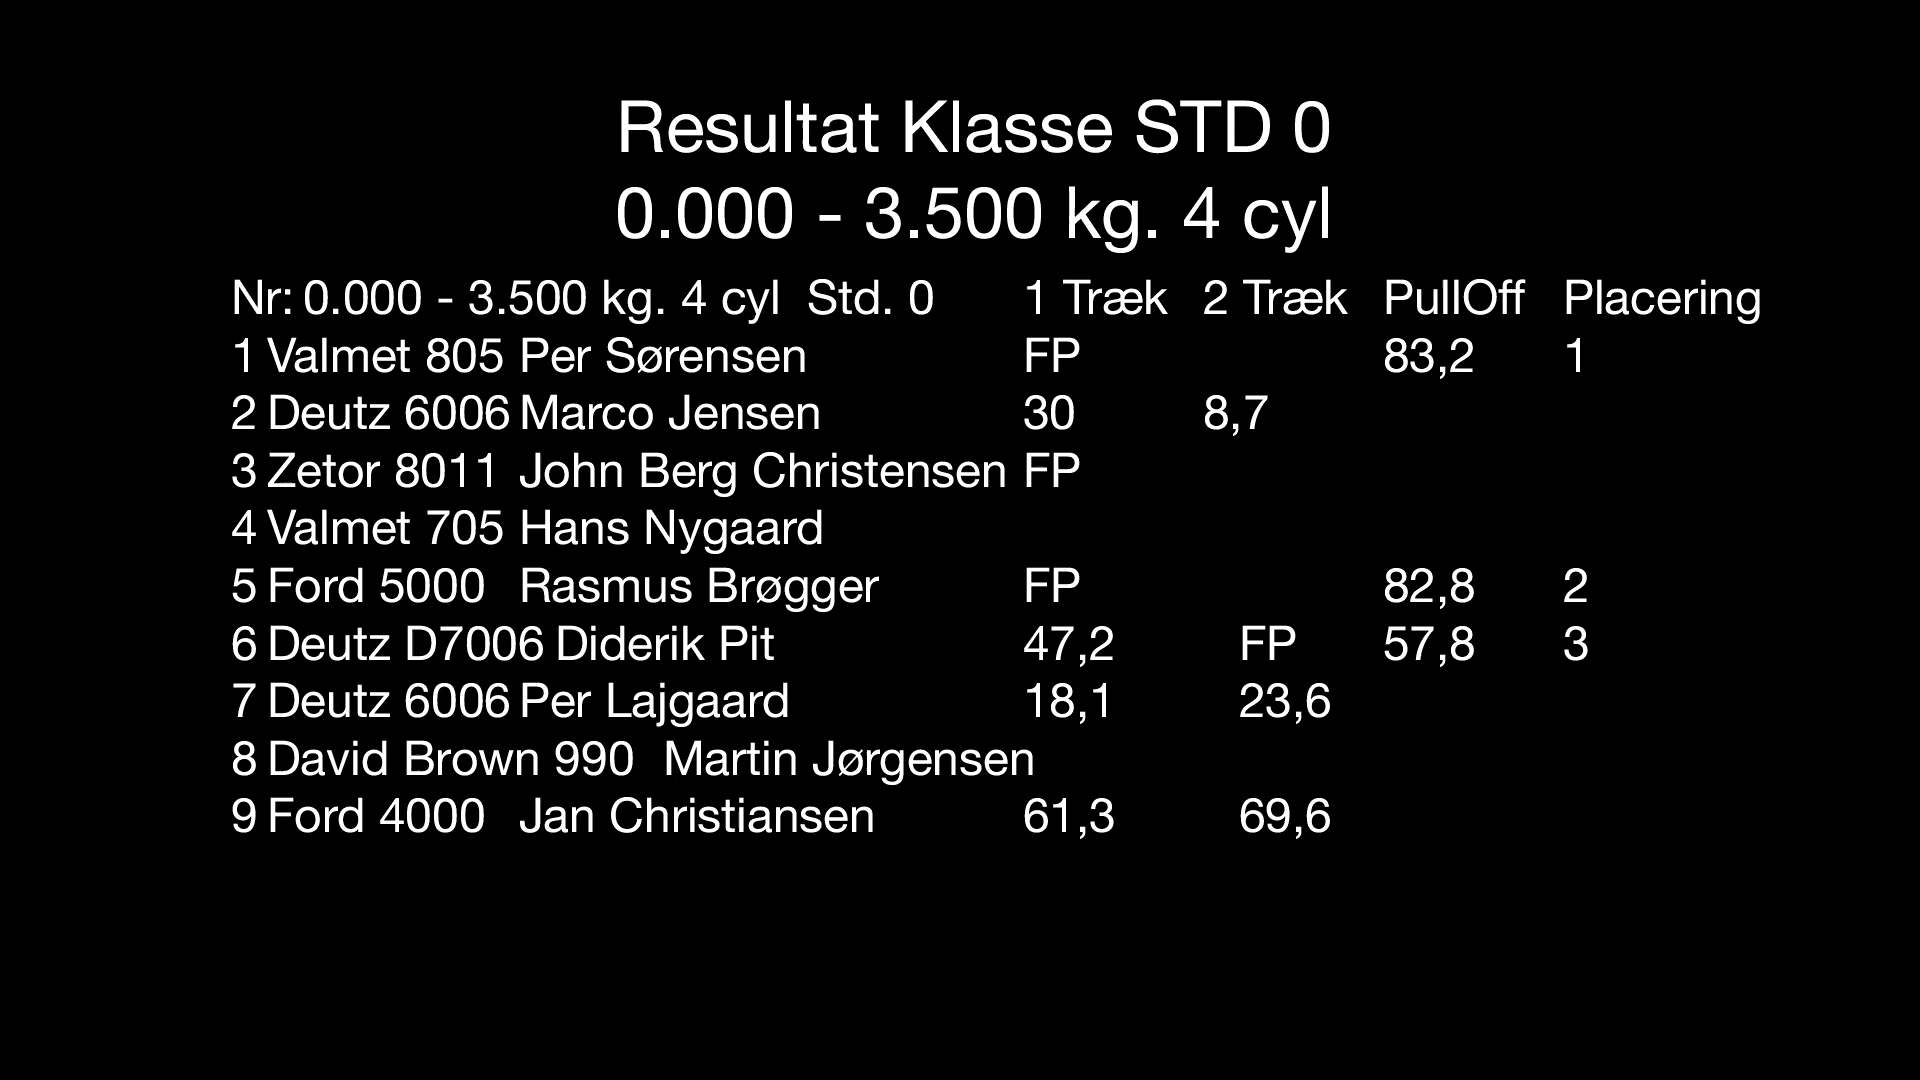 Resultat Klasse STD 0
0.000 - 3.500 kg. 4 cyl
Nr: 0.000 - 3.500 kg. 4 cyl Std. 0 1 Træk 2 Træk PullOff Placering
1 Valmet 805 Per Sørensen FP 83,2 1
2 Deutz 6006 Marco Jensen 30 8,7
3 Zetor 8011 John Berg Christensen FP
4 Valmet 705 Hans Nygaard
5 Ford 5000 Rasmus Brøgger FP 82,8 2
6 Deutz D7006 Diderik Pit 47,2 FP 57,8 3
7 Deutz 6006 Per Lajgaard 18,1 23,6
8 David Brown 990 Martin Jørgensen
9 Ford 4000 Jan Christiansen 61,3 69,6